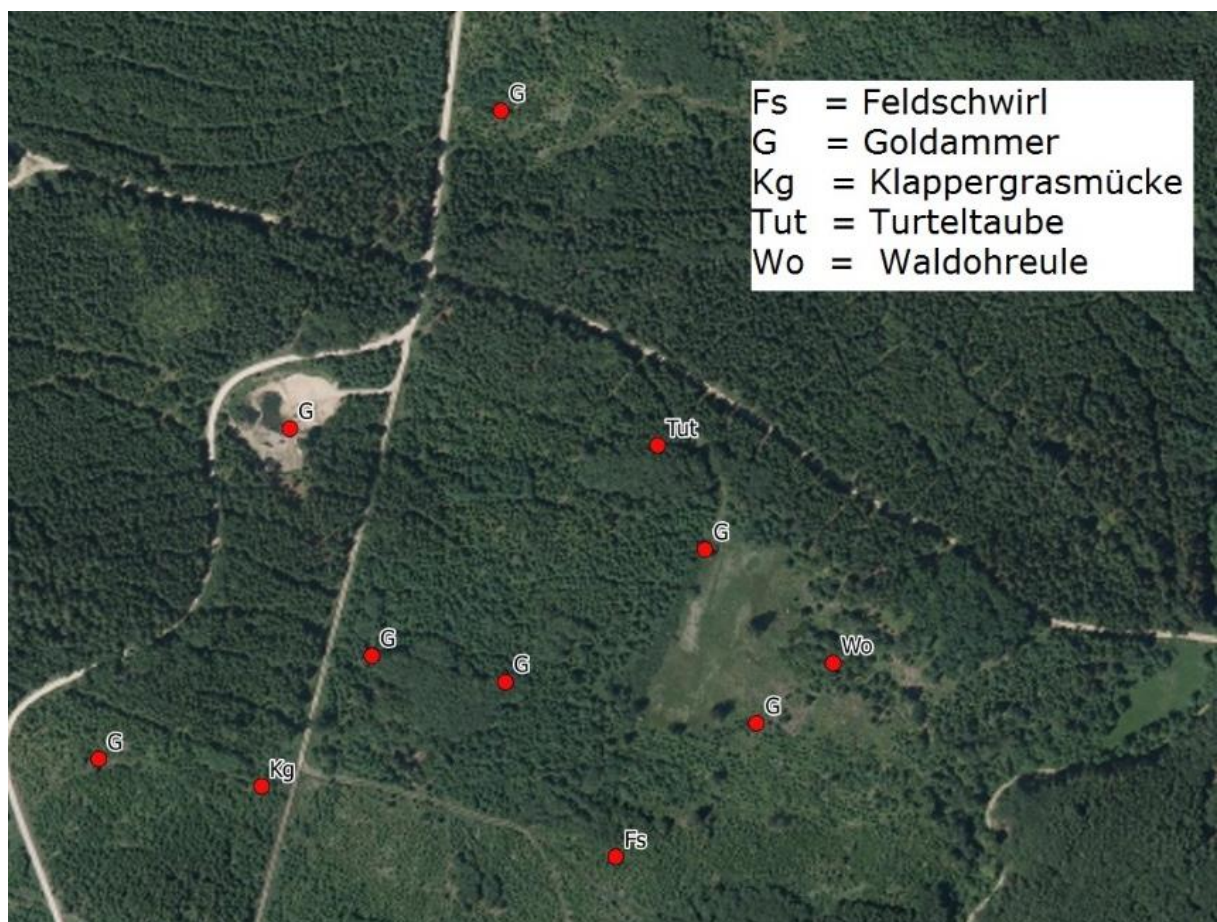 G
Fs = Feldschwirl
G = Goldammer
Kg = Klappergrasmücke
Tut = Turteltaube
Wo = Waldohreule
G
Tut
G
G
Wo
G
G
G
Kg
Fs